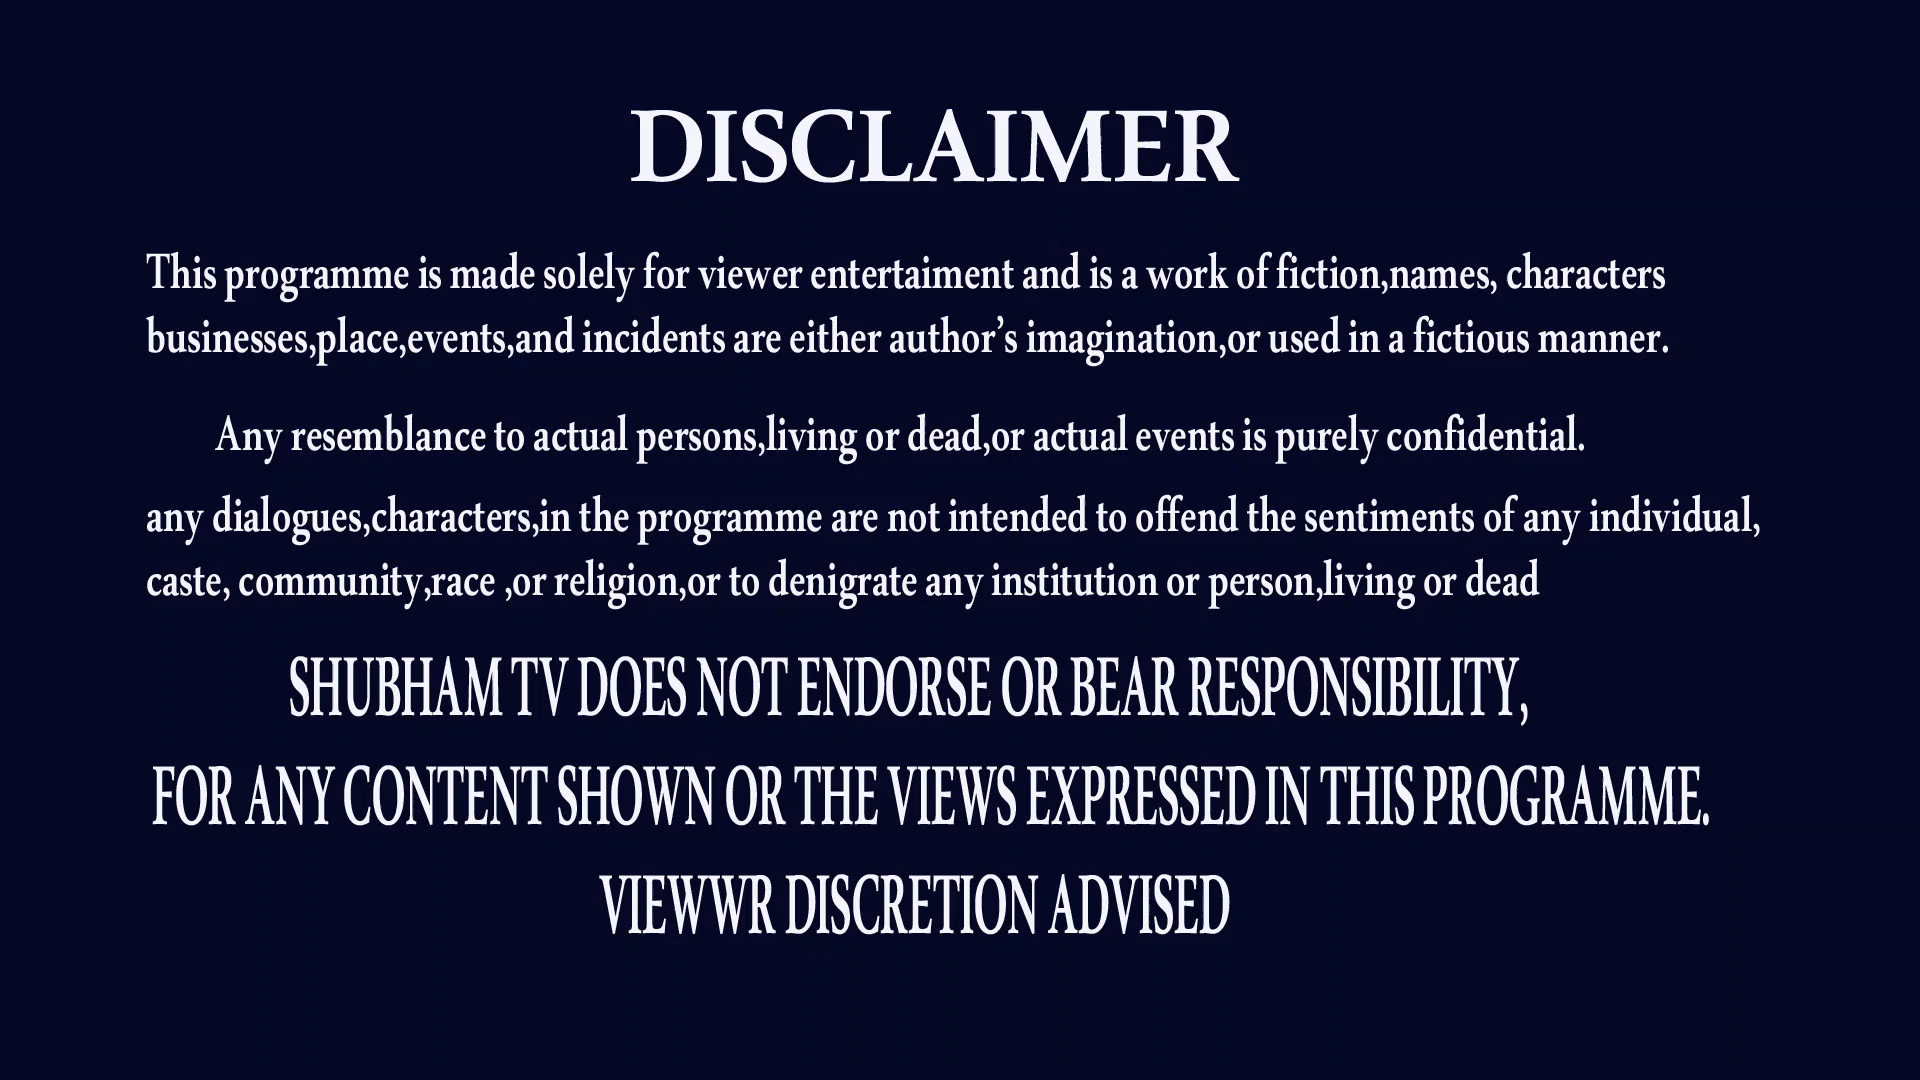 DISCLAIMER
This programme is made solely for viewer entertaiment and is a work of fiction,names, characters
businesses,place,events,and incidents are either author’s imagination,or used in a fictious manner.
Any resemblance to actual persons,living or dead,or actual events is purely confidential.
any dialogues,characters,in the programme are not intended to offend the sentiments of any individual,
caste, community,race ,or religion,or to denigrate any institution or person,living or dead
SHUBHAM TV DOES NOT ENDORSE OR BEAR RESPONSIBILITY,
FOR ANY CONTENT SHOWN OR THE VIEWS EXPRESSED IN THIS PROGRAMME.
VIEWWR DISCRETION ADVISED